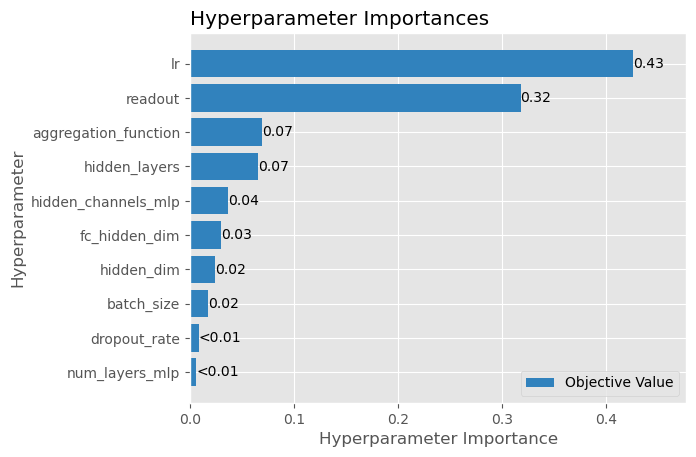 Hyperparameter Importances
Hyperparameter
lr
0.43
readout
0.32
aggregation_function
0.07
hidden_layers
0.07
hidden_channels_mlp
0.04
fc_hidden_dim
0.03
hidden_dim
0.02
batch_size
0.02
dropout_rate
<0.01
num_layers_mlp
<0.01
Objective Value
0.0 0.1 0.2 0.3 0.4
Hyperparameter Importance